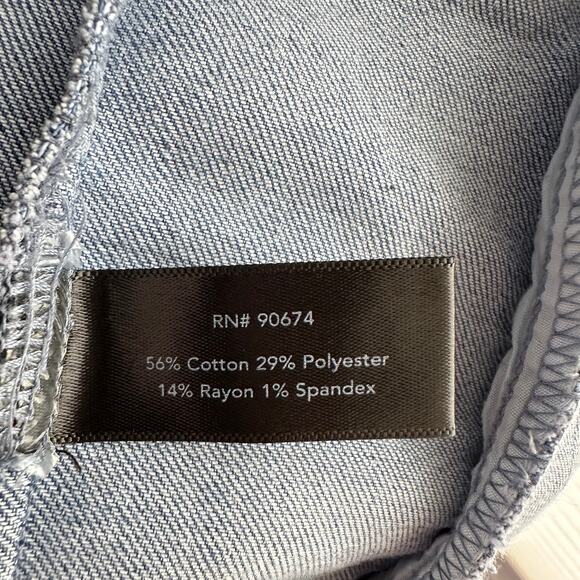 RN# 90674
56% Cotton 29% Polyester
14% Rayon 1% Spandex